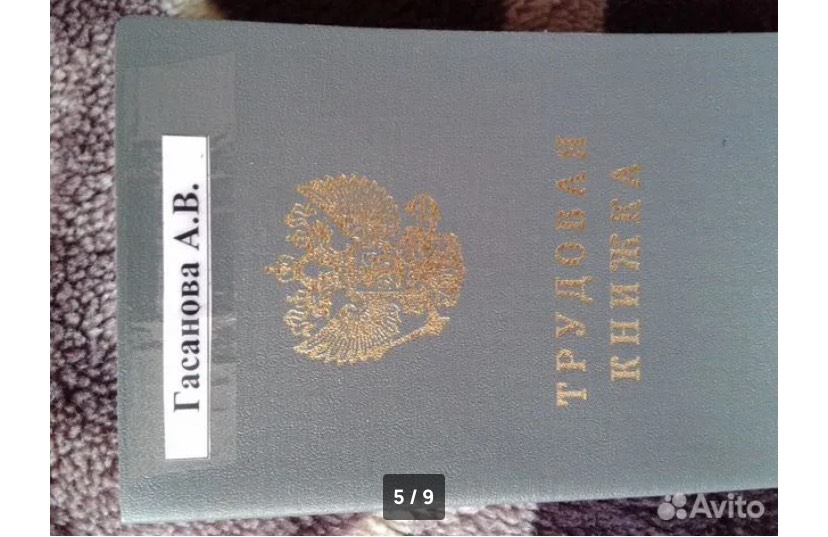 Гасанова А.В.
ТРУДОВАЯ
КНИЖКА
5 / 9
Avito